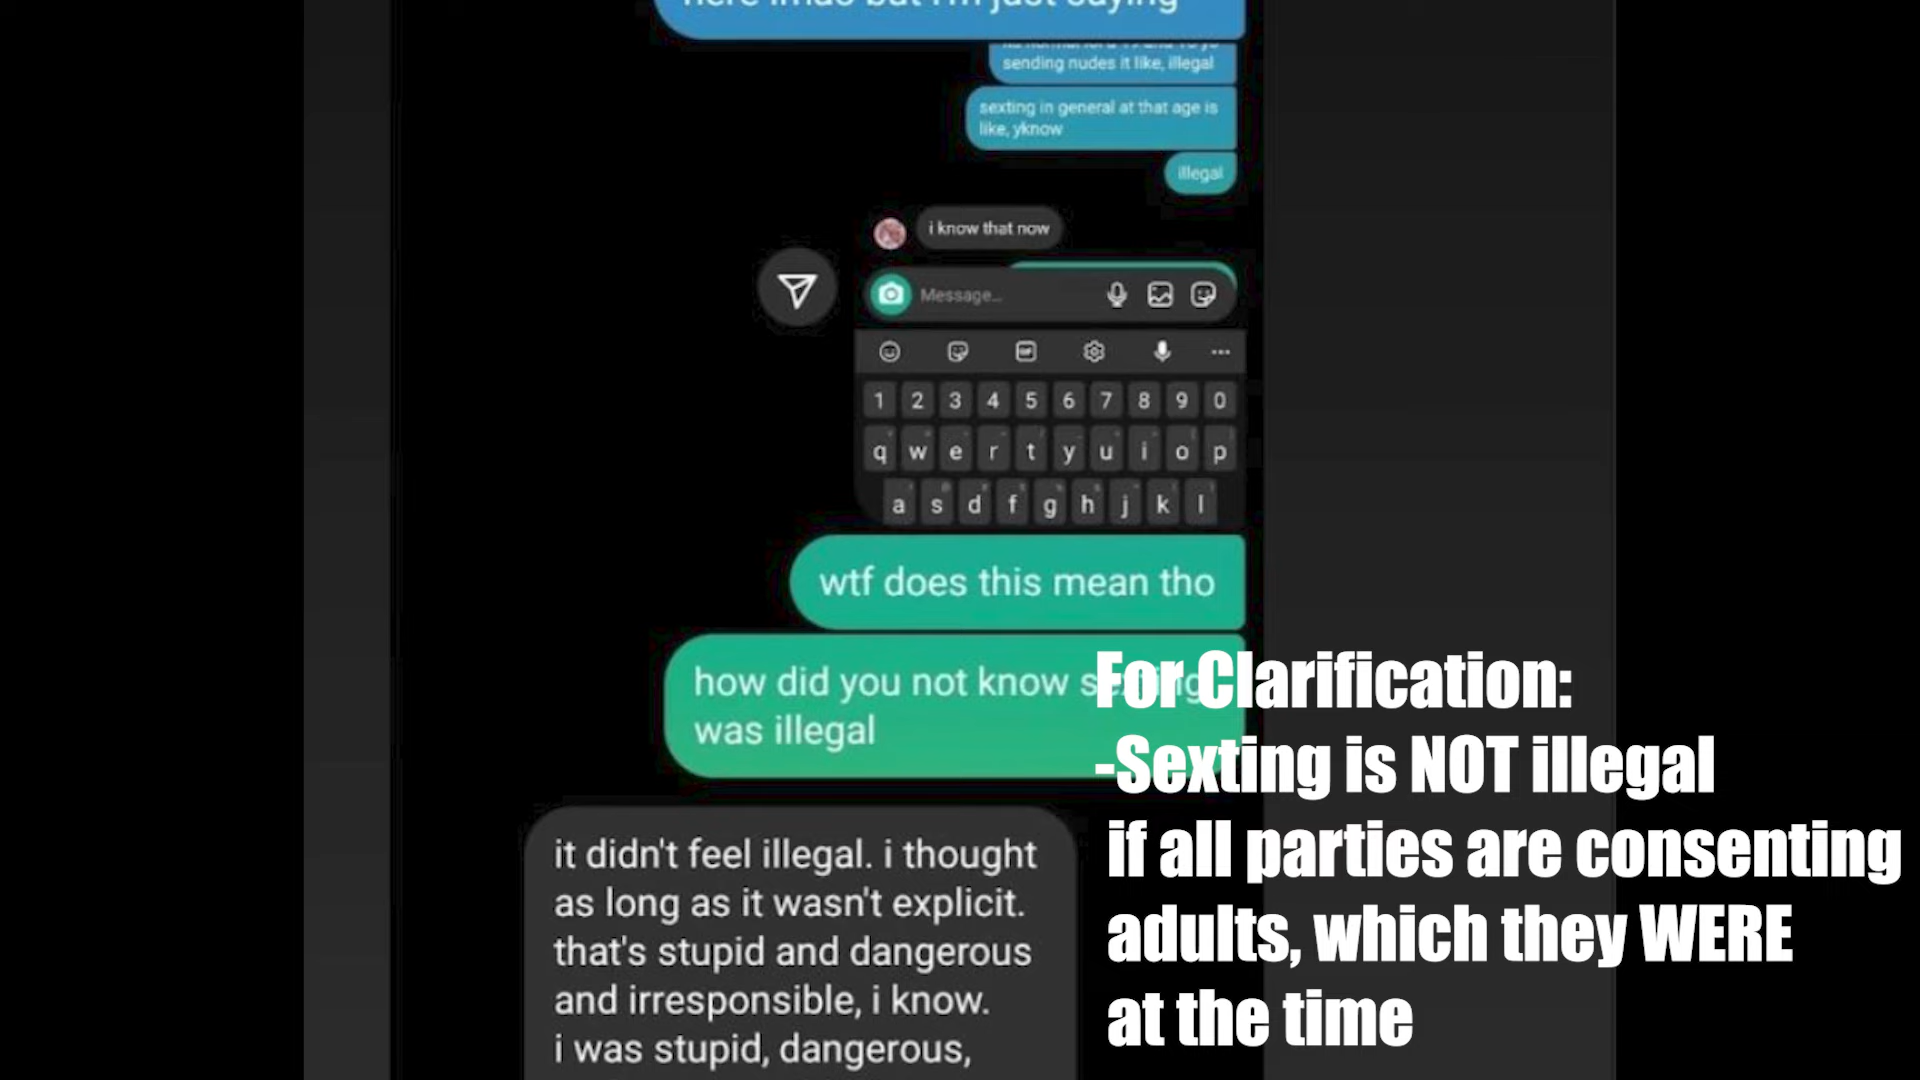 here lmao but i'm just saying
sending nudes it like, illegal
sexting in general at that age is
like, yknow
illegal
i know that now
Message...
GIF
1 2 3 4 5 6 7 8 9 0
q w e r t y u i o p
a s d f g h j k l
wtf does this mean tho
how did you not know sexting
was illegal
it didn't feel illegal. i thought
as long as it wasn't explicit.
that's stupid and dangerous
and irresponsible, i know.
i was stupid, dangerous,
For Clarification:
-Sexting is NOT illegal
if all parties are consenting
adults, which they WERE
at the time